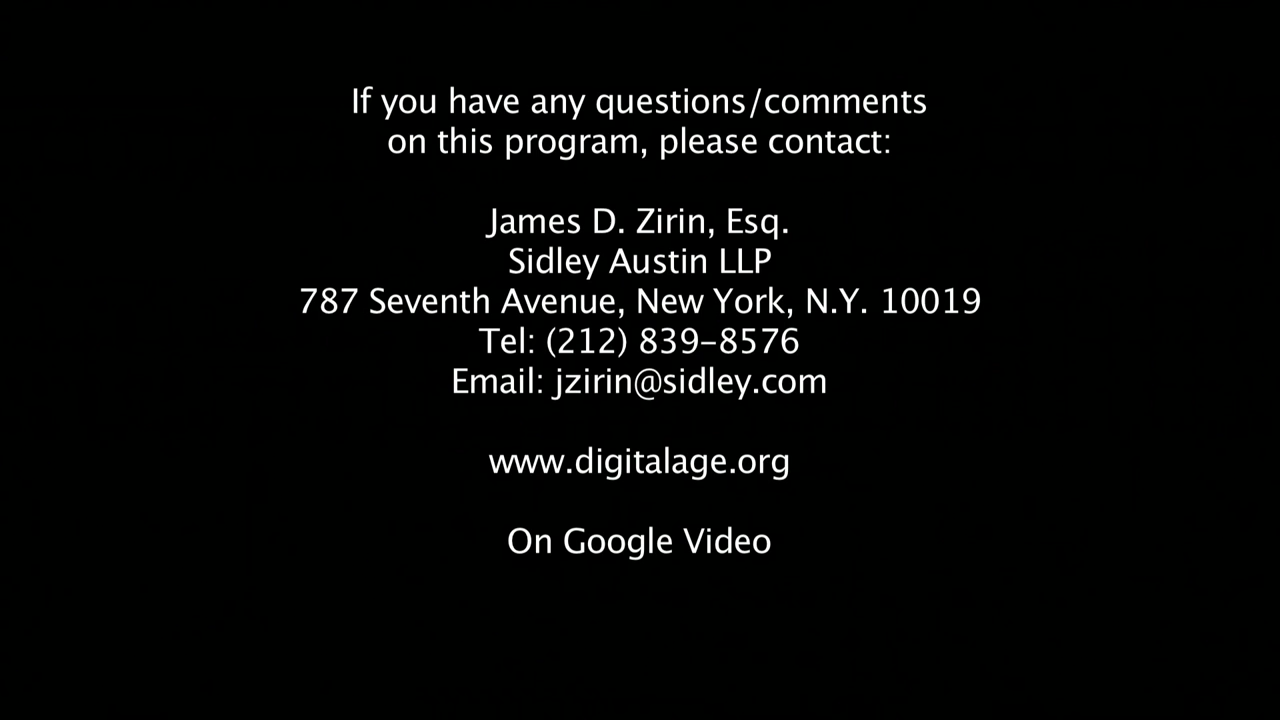 If you have any questions/comments
on this program, please contact:
James D. Zirin, Esq.
Sidley Austin LLP
787 Seventh Avenue, New York, N.Y. 10019
Tel: (212) 839-8576
Email: jzirin@sidley.com
www.digitalage.org
On Google Video